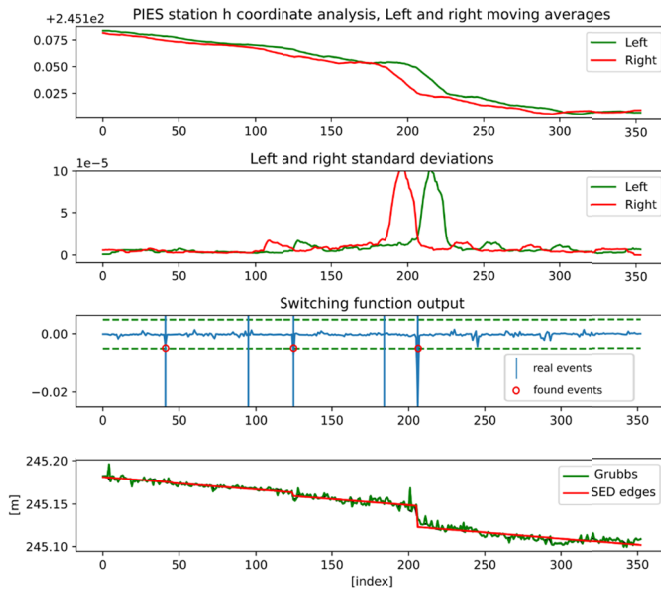 PIES station h coordinate analysis, Left and right moving averages
+2.451e2
0.075
0.050
0.025
Left
Right
0 50 100 150 200 250 300 350
Left and right standard deviations
1e−5
10
5
0
Left
Right
0 50 100 150 200 250 300 350
Switching function output
0.00
−0.02
real events
found events
0 50 100 150 200 250 300 350
245.20
245.15
245.10
[m]
Grubbs
SED edges
0 50 100 150 200 250 300 350
[index]